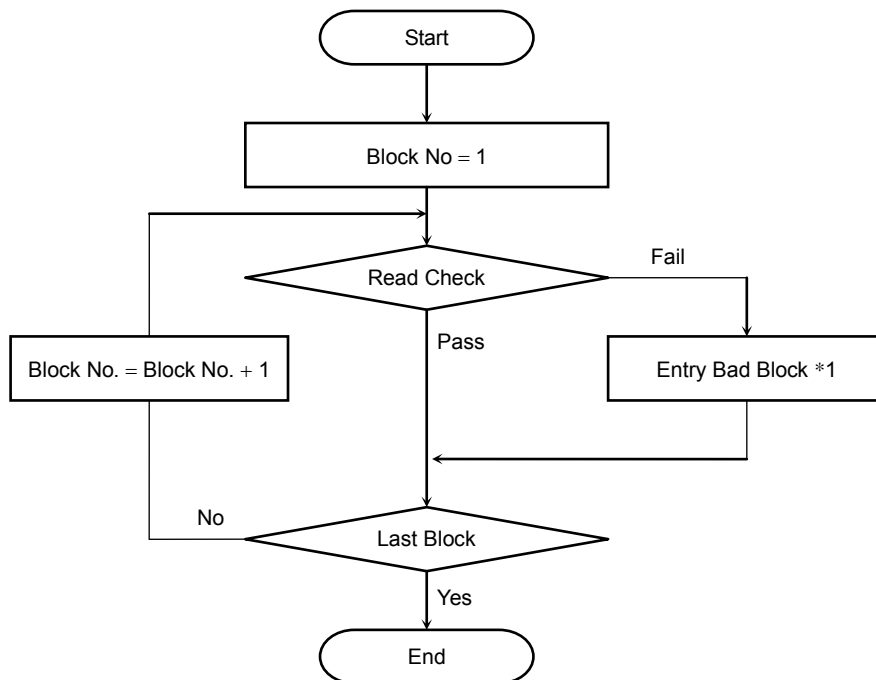 Start
Block No = 1
Read Check
Fail
Pass
Block No. = Block No. + 1
Entry Bad Block *1
No
Last Block
Yes
End